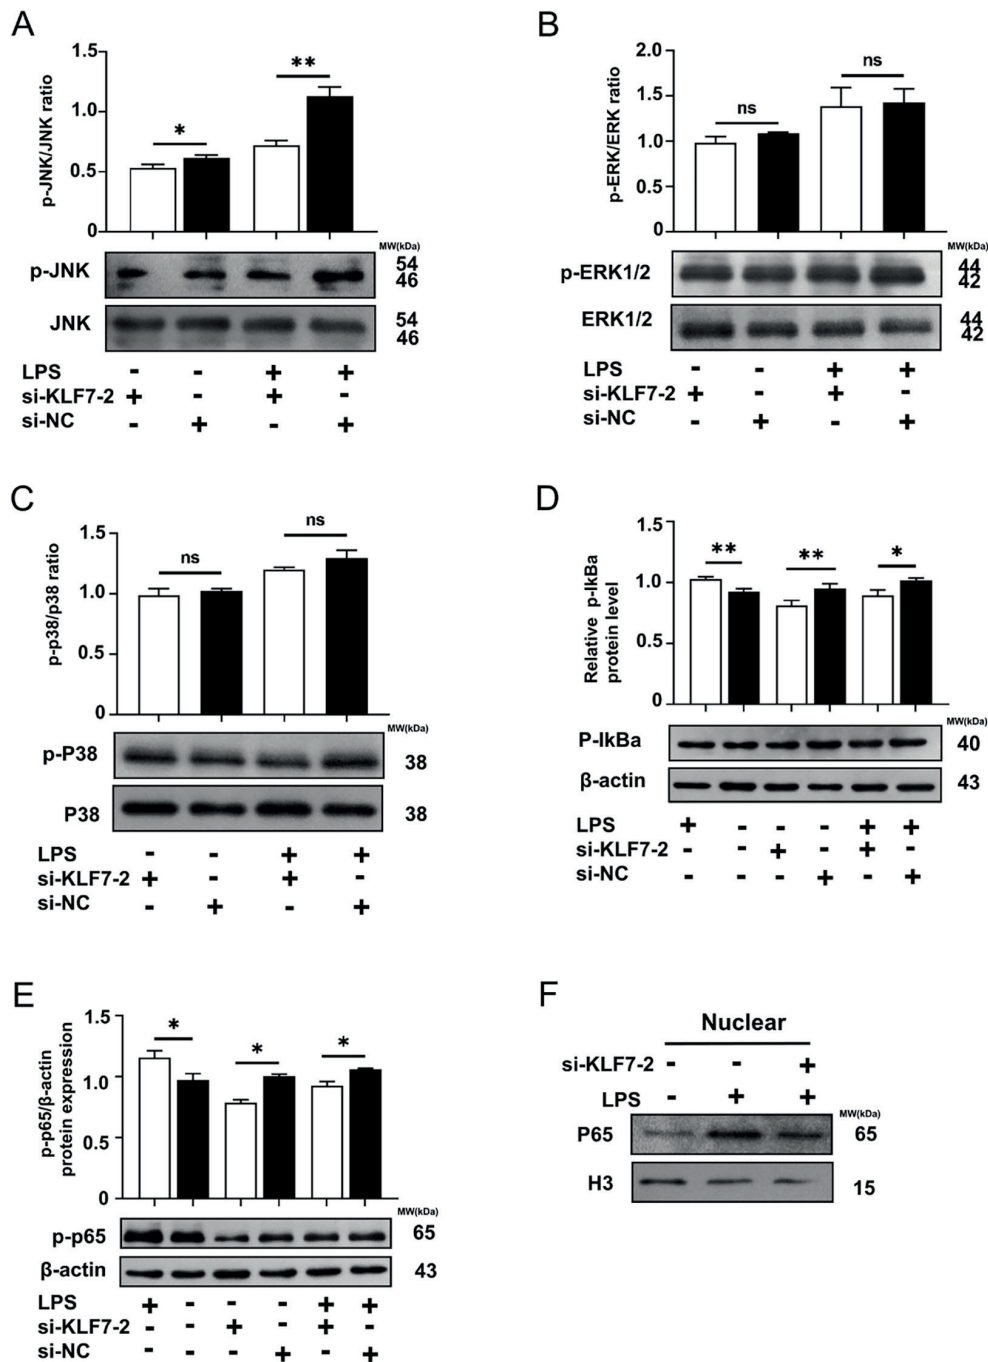 A
1.5
1.0
0.5
0
p-JNK/JNK ratio
*
**
MW(kDa)
p-JNK
54
46
JNK
54
46
LPS - - + +
si-KLF7-2 + - + -
si-NC - + - +
B
2.0
1.5
1.0
0.5
0
p-ERK/ERK ratio
ns
ns
MW(kDa)
p-ERK1/2
44
42
ERK1/2
44
42
LPS - - + +
si-KLF7-2 + - + -
si-NC - + - +
C
1.5
1.0
0.5
0
p-p38/p38 ratio
ns
ns
MW(kDa)
p-P38 38
P38 38
LPS - - + +
si-KLF7-2 + - + -
si-NC - + - +
D
1.5
1.0
0.5
0
Relative p-IkBa
protein level
**
**
*
MW(kDa)
P-IkBa 40
β-actin 43
LPS + - - - + +
si-KLF7-2 - - + - + -
si-NC - - - + - +
E
1.5
1.0
0.5
0
p-p65/β-actin
protein expression
*
*
*
MW(kDa)
p-p65 65
β-actin 43
LPS + - - - + +
si-KLF7-2 - - + - + -
si-NC - - - + - +
F
Nuclear
si-KLF7-2 - - +
LPS - + +
MW(kDa)
P65 65
H3 15